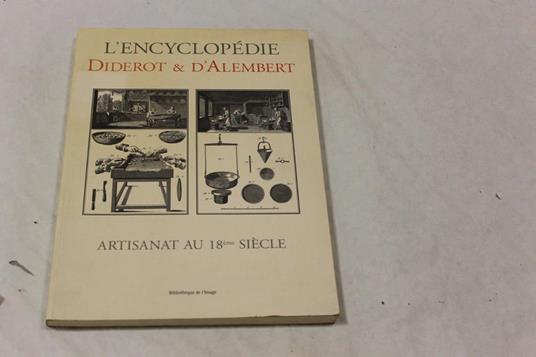 L'ENCYCLOPÉDIE
DIDEROT & D'ALEMBERT
ARTISANAT AU 18ème SIÈCLE
Bibliothèque de l'Image